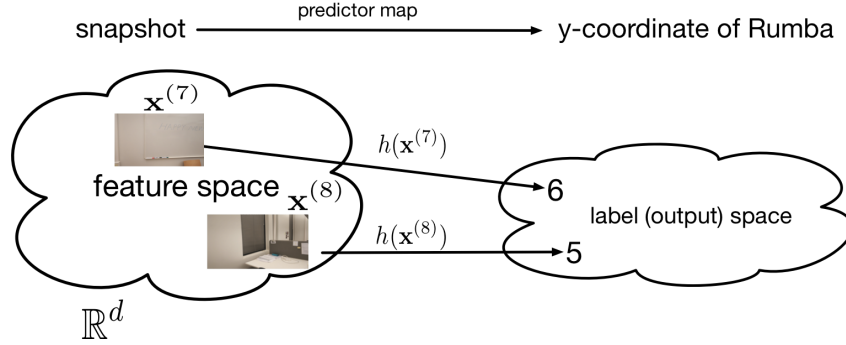 predictor map
snapshot y-coordinate of Rumba
x^(7)
h(x^(7))
feature space x^(8) 6
label (output) space
h(x^(8)) 5
ℝ^d